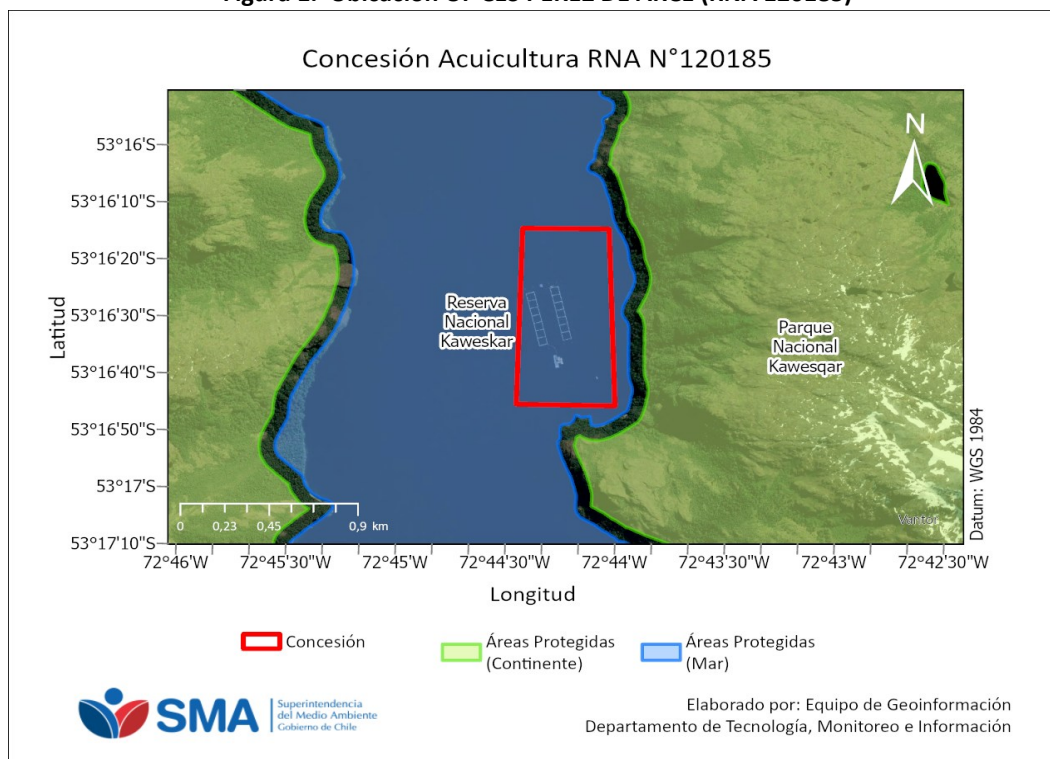 Concesión Acuicultura RNA N°120185
53°16'S
53°16'10"S
53°16'20"S
53°16'30"S
53°16'40"S
53°16'50"S
53°17'S
53°17'10"S
Latitud
N
Reserva
Nacional
Kaweskar
Parque
Nacional
Kawesqar
Datum: WGS 1984
Vantor
0 0,23 0,45 0,9 km
72°46'W 72°45'30"W 72°45'W 72°44'30"W 72°44'W 72°43'30"W 72°43'W 72°42'30"W
Longitud
Concesión
Áreas Protegidas
(Continente)
Áreas Protegidas
(Mar)
SMA
Superintendencia
del Medio Ambiente
Gobierno de Chile
Elaborado por: Equipo de Geoinformación
Departamento de Tecnología, Monitoreo e Información